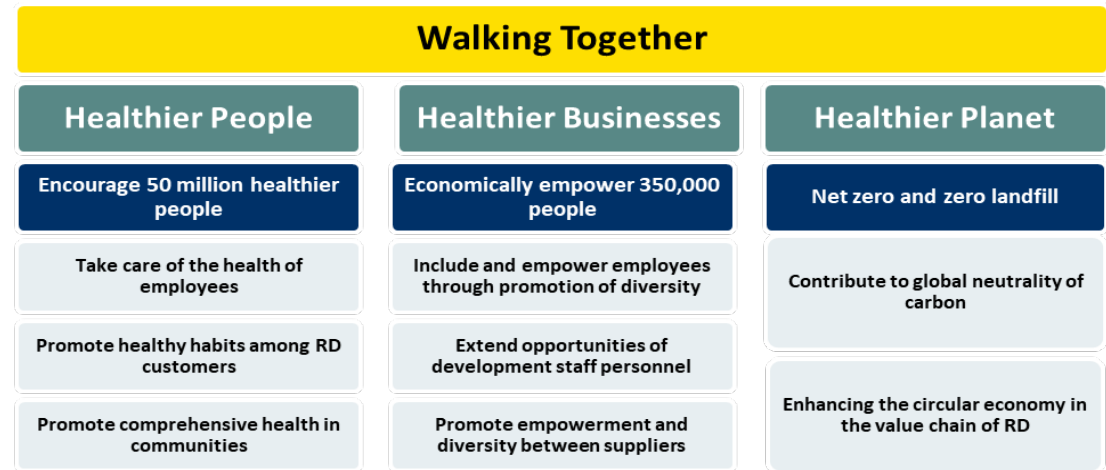 Walking Together
Healthier People
Encourage 50 million healthier
people
Take care of the health of
employees
Promote healthy habits among RD
customers
Promote comprehensive health in
communities
Healthier Businesses
Economically empower 350,000
people
Include and empower employees
through promotion of diversity
Extend opportunities of
development staff personnel
Promote empowerment and
diversity between suppliers
Healthier Planet
Net zero and zero landfill
Contribute to global neutrality of
carbon
Enhancing the circular economy in
the value chain of RD